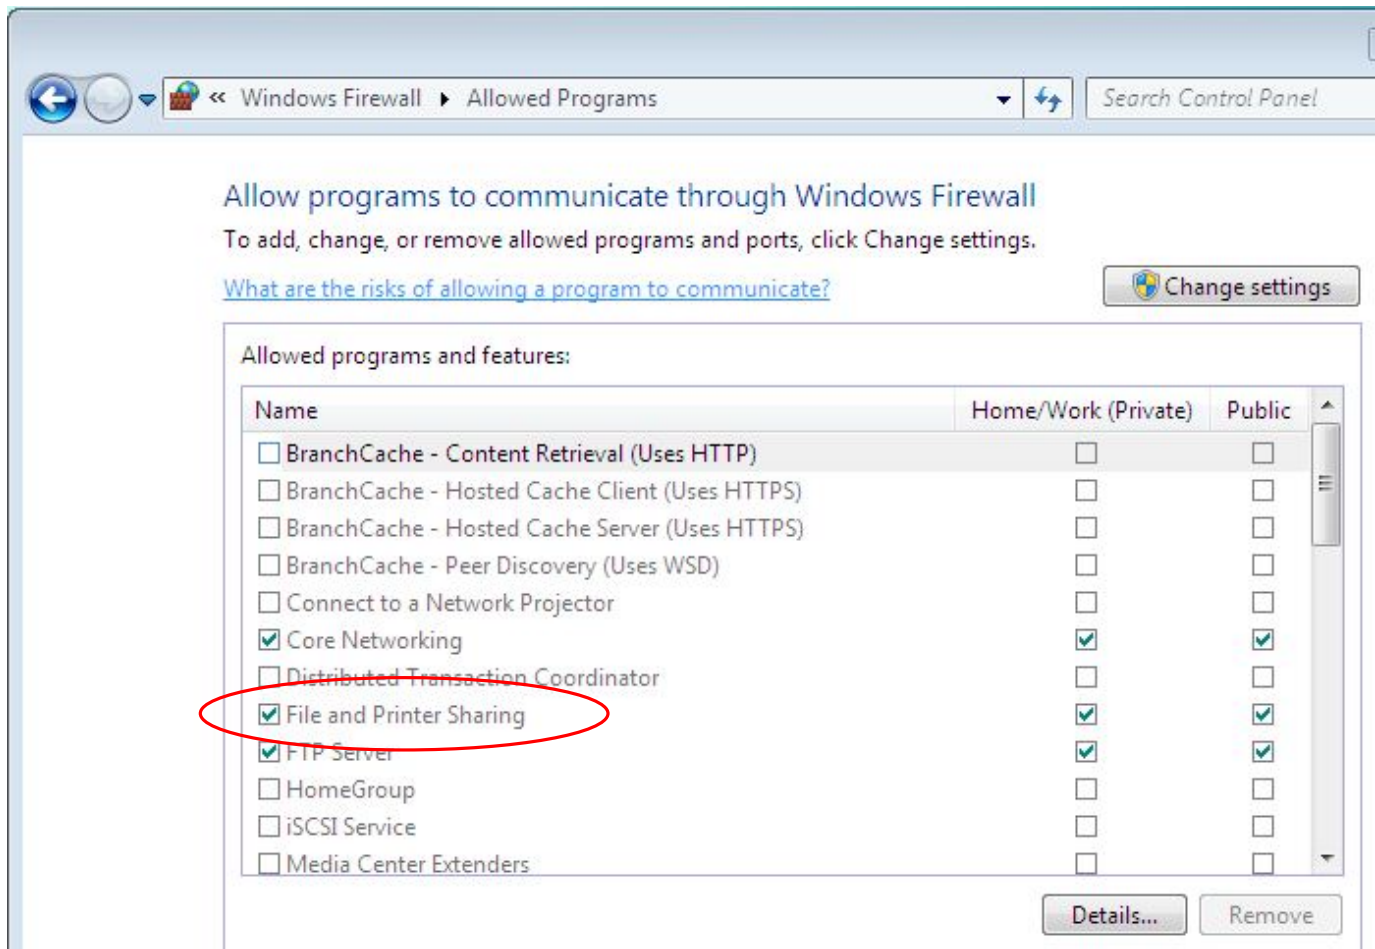 « Windows Firewall ▸ Allowed Programs
Search Control Panel
Allow programs to communicate through Windows Firewall
To add, change, or remove allowed programs and ports, click Change settings.
What are the risks of allowing a program to communicate?
Change settings
Allowed programs and features:
Name Home/Work (Private) Public
BranchCache - Content Retrieval (Uses HTTP)
BranchCache - Hosted Cache Client (Uses HTTPS)
BranchCache - Hosted Cache Server (Uses HTTPS)
BranchCache - Peer Discovery (Uses WSD)
Connect to a Network Projector
Core Networking
Distributed Transaction Coordinator
File and Printer Sharing
FTP Server
HomeGroup
iSCSI Service
Media Center Extenders
Details... Remove